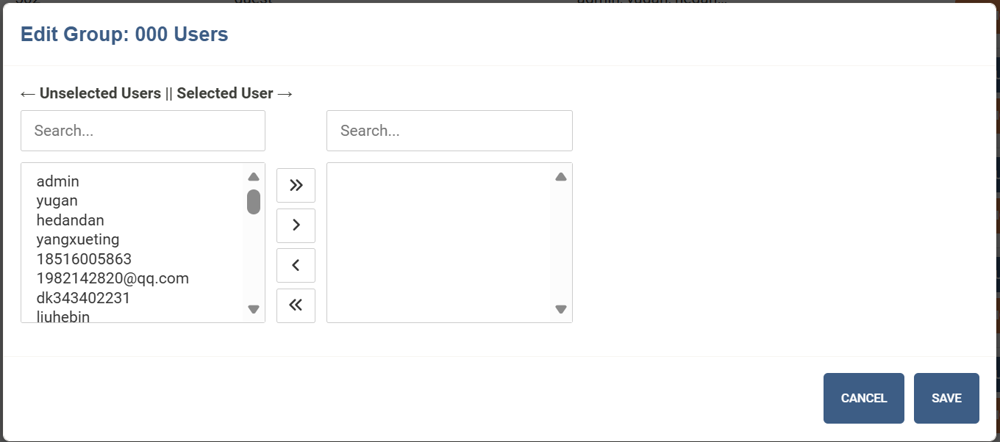 Edit Group: 000 Users
← Unselected Users || Selected User →
Search...
Search...
admin
yugan
hedandan
yangxueting
18516005863
1982142820@qq.com
dk343402231
liuhebin
CANCEL
SAVE